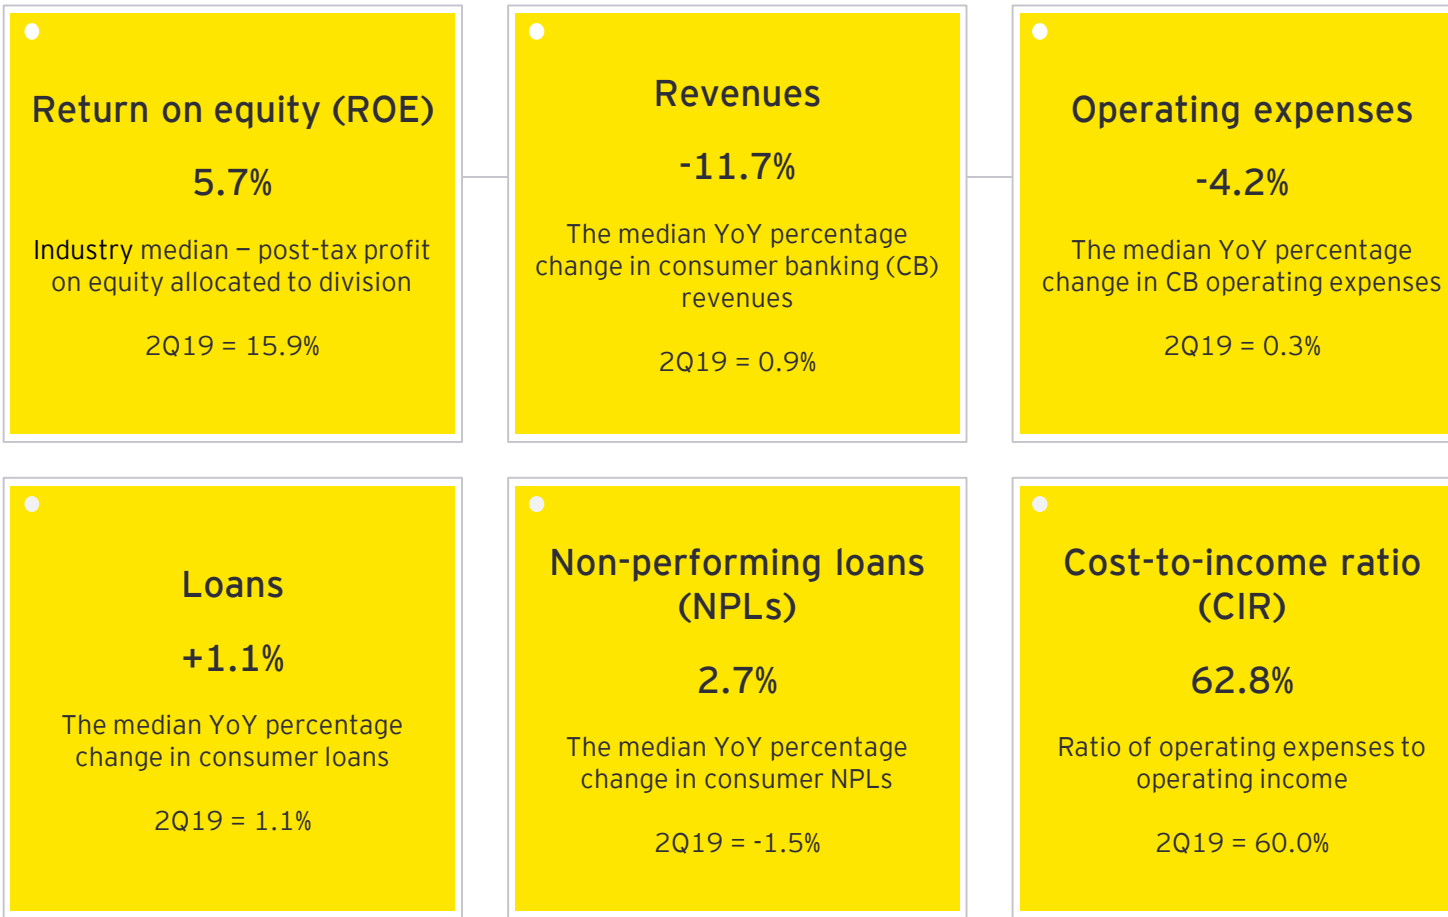 Return on equity (ROE)
5.7%
Industry median – post-tax profit
on equity allocated to division
2Q19 = 15.9%
Revenues
-11.7%
The median YoY percentage
change in consumer banking (CB)
revenues
2Q19 = 0.9%
Operating expenses
-4.2%
The median YoY percentage
change in CB operating expenses
2Q19 = 0.3%
Loans
+1.1%
The median YoY percentage
change in consumer loans
2Q19 = 1.1%
Non-performing loans
(NPLs)
2.7%
The median YoY percentage
change in consumer NPLs
2Q19 = -1.5%
Cost-to-income ratio
(CIR)
62.8%
Ratio of operating expenses to
operating income
2Q19 = 60.0%